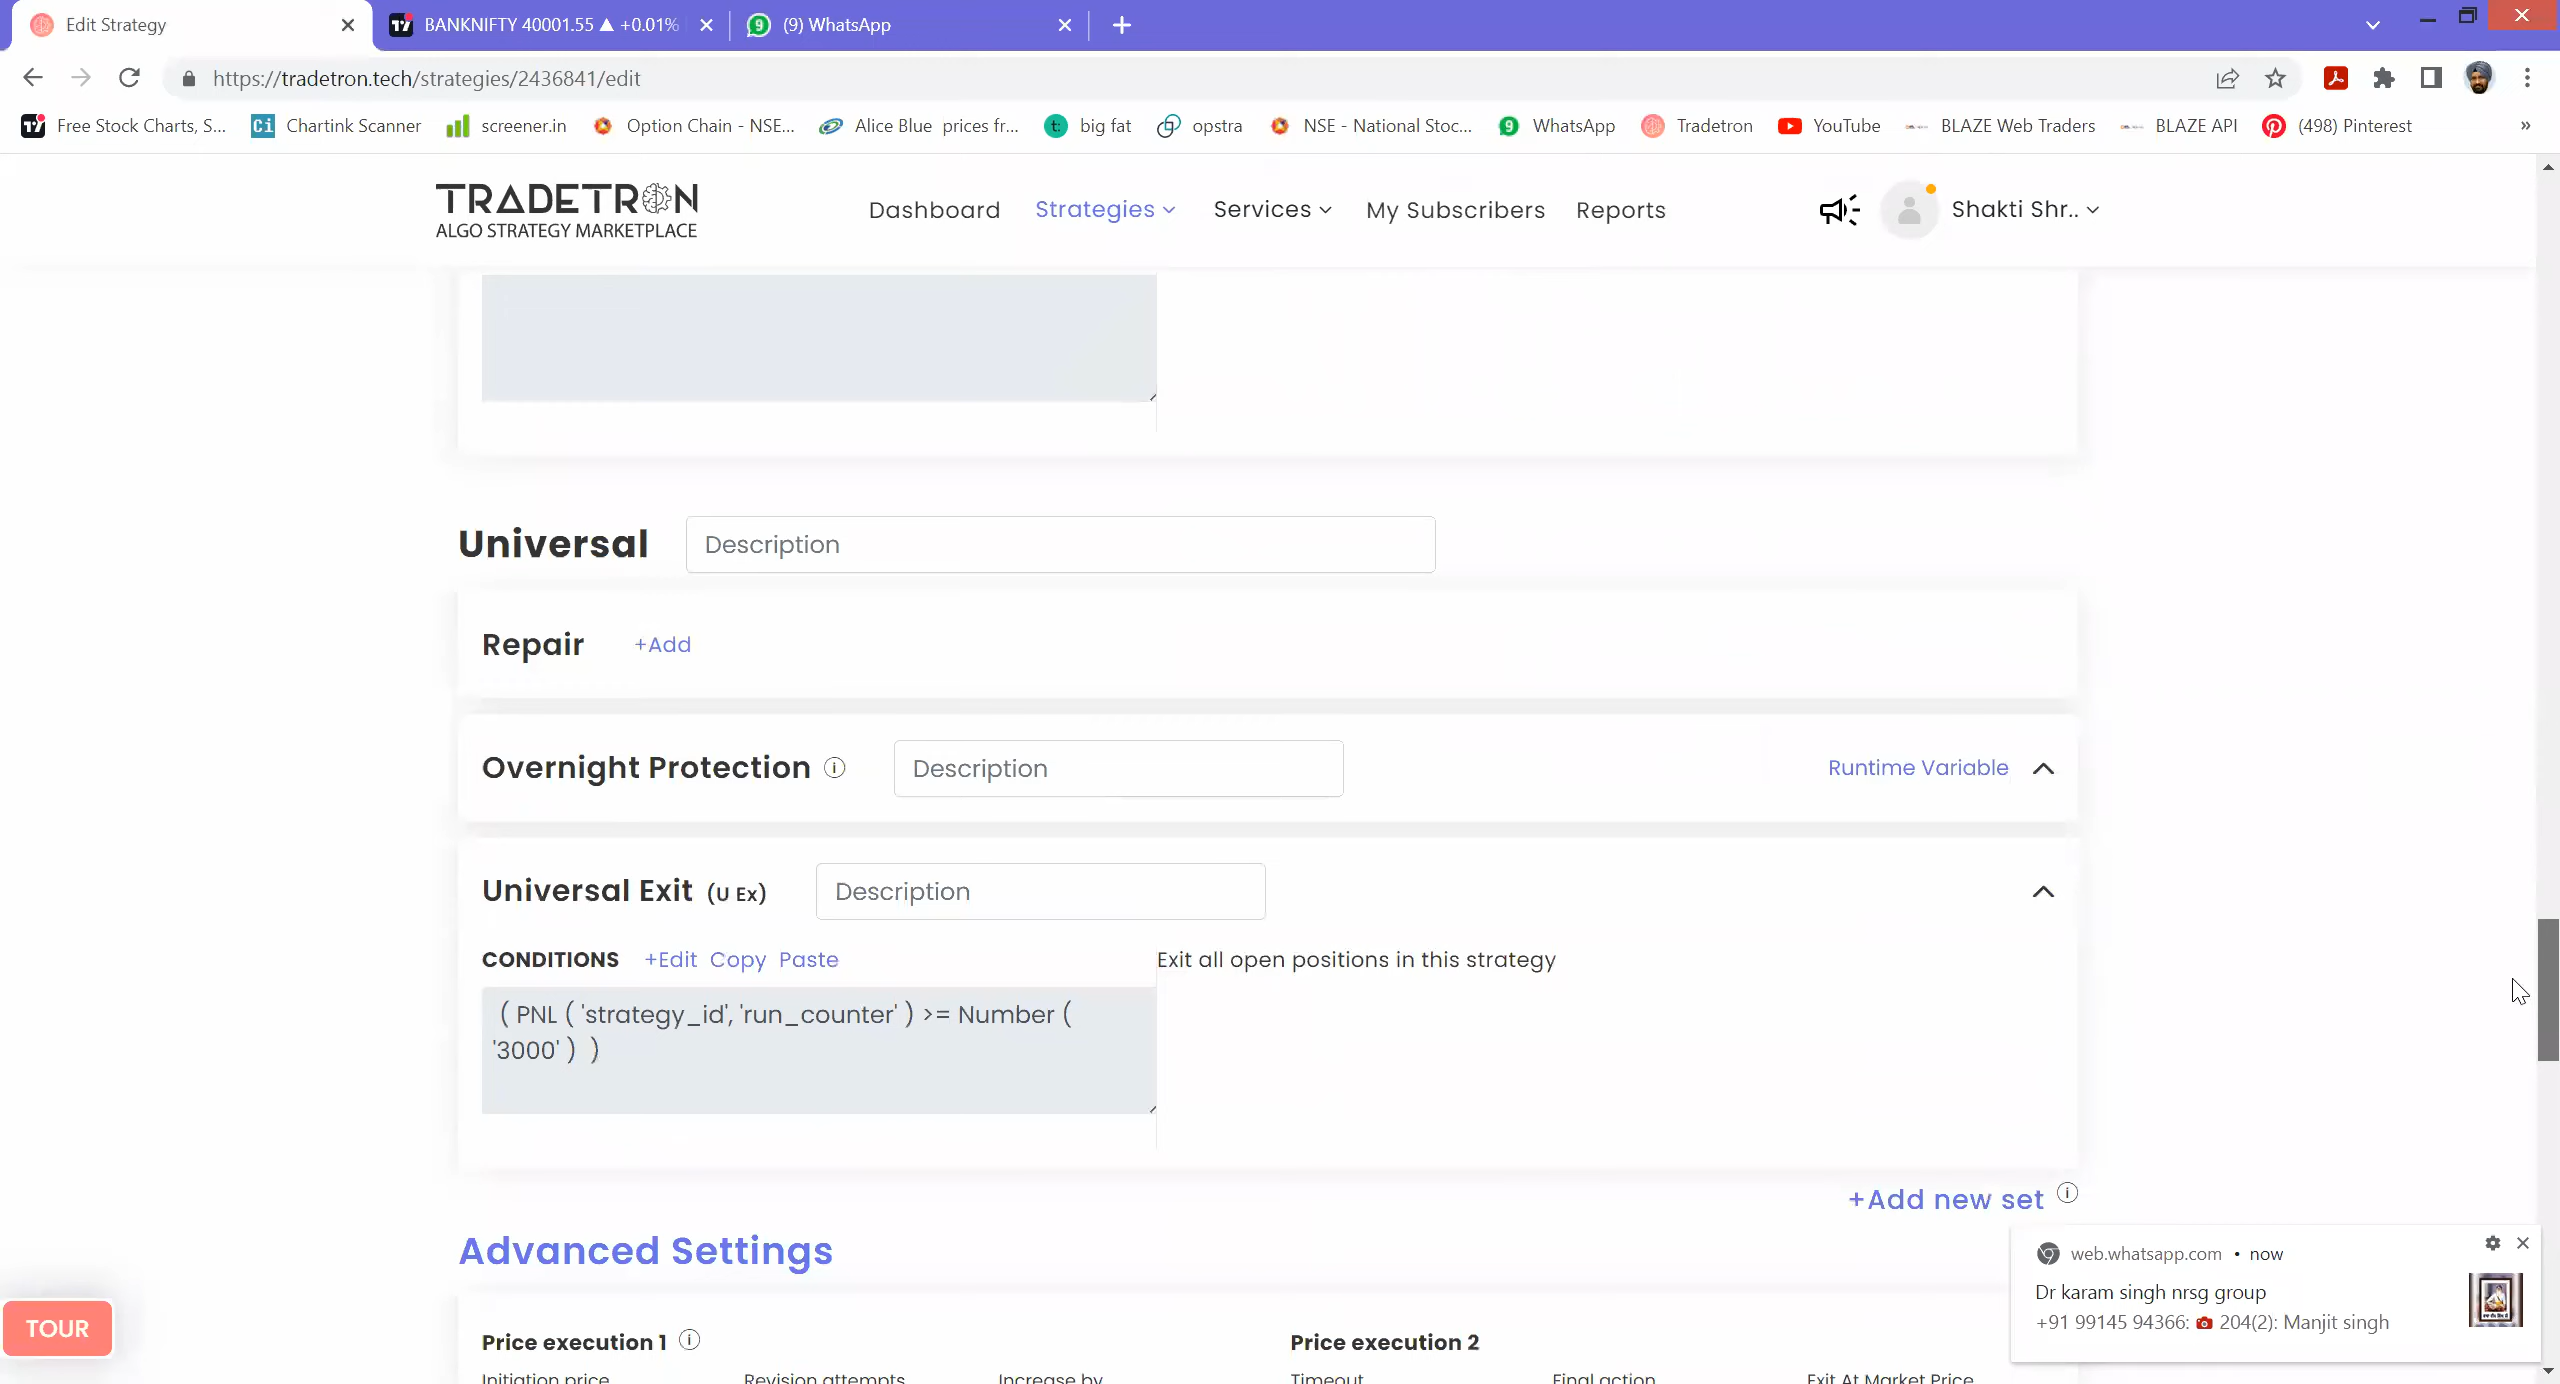 Edit Strategy
BANKNIFTY 40001.55 ▲ +0.01%
(9) WhatsApp
https://tradetron.tech/strategies/2436841/edit
Free Stock Charts, S...
Chartink Scanner
screener.in
Option Chain - NSE...
Alice Blue prices fr...
big fat
opstra
NSE - National Stoc...
WhatsApp
Tradetron
YouTube
BLAZE Web Traders
BLAZE API
(498) Pinterest
»
TRADETRON
ALGO STRATEGY MARKETPLACE
Dashboard
Strategies
Services
My Subscribers
Reports
Shakti Shr..
Universal
Description
Repair
+Add
Overnight Protection
Description
Runtime Variable
Universal Exit (U Ex)
Description
CONDITIONS +Edit Copy Paste
Exit all open positions in this strategy
( PNL ( 'strategy_id', 'run_counter' ) >= Number (
'3000' ) )
+Add new set
Advanced Settings
web.whatsapp.com • now
Dr karam singh nrsg group
+91 99145 94366: 📷 204(2): Manjit singh
TOUR
Price execution 1
Price execution 2
Initiation price
Revision attempts
Increase by
Timeout
Final action
Exit At Market Price